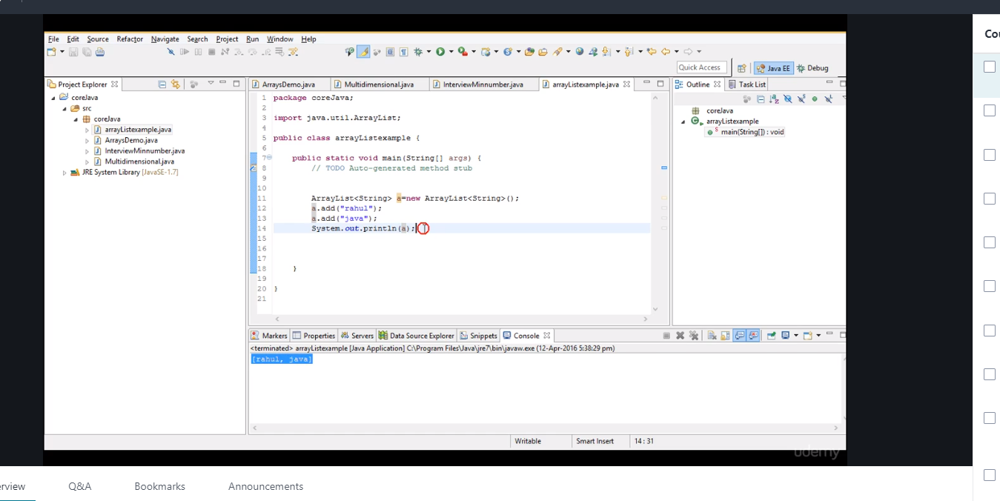 File Edit Source Refactor Navigate Search Project Run Window Help
Quick Access Java EE Debug
Project Explorer
coreJava
src
coreJava
arrayListexample.java
ArraysDemo.java
InterviewMinnumber.java
Multidimensional.java
JRE System Library [JavaSE-1.7]
ArraysDemo.java Multidimensional.java InterviewMinnumber.java arrayListexample.java
1 package coreJava;
2
3 import java.util.ArrayList;
4
5 public class arrayListexample {
6
7 public static void main(String[] args) {
8 // TODO Auto-generated method stub
9
10
11 ArrayList<String> a=new ArrayList<String>();
12 a.add("rahul");
13 a.add("java");
14 System.out.println(a);
15
16
17
18 }
19
20 }
21
Outline Task List
coreJava
arrayListexample
main(String[]) : void
Markers Properties Servers Data Source Explorer Snippets Console
<terminated> arrayListexample [Java Application] C:\Program Files\Java\jre7\bin\javaw.exe (12-Apr-2016 5:38:29 pm)
[rahul, java]
Writable Smart Insert 14 : 31
udemy
Q&A Bookmarks Announcements